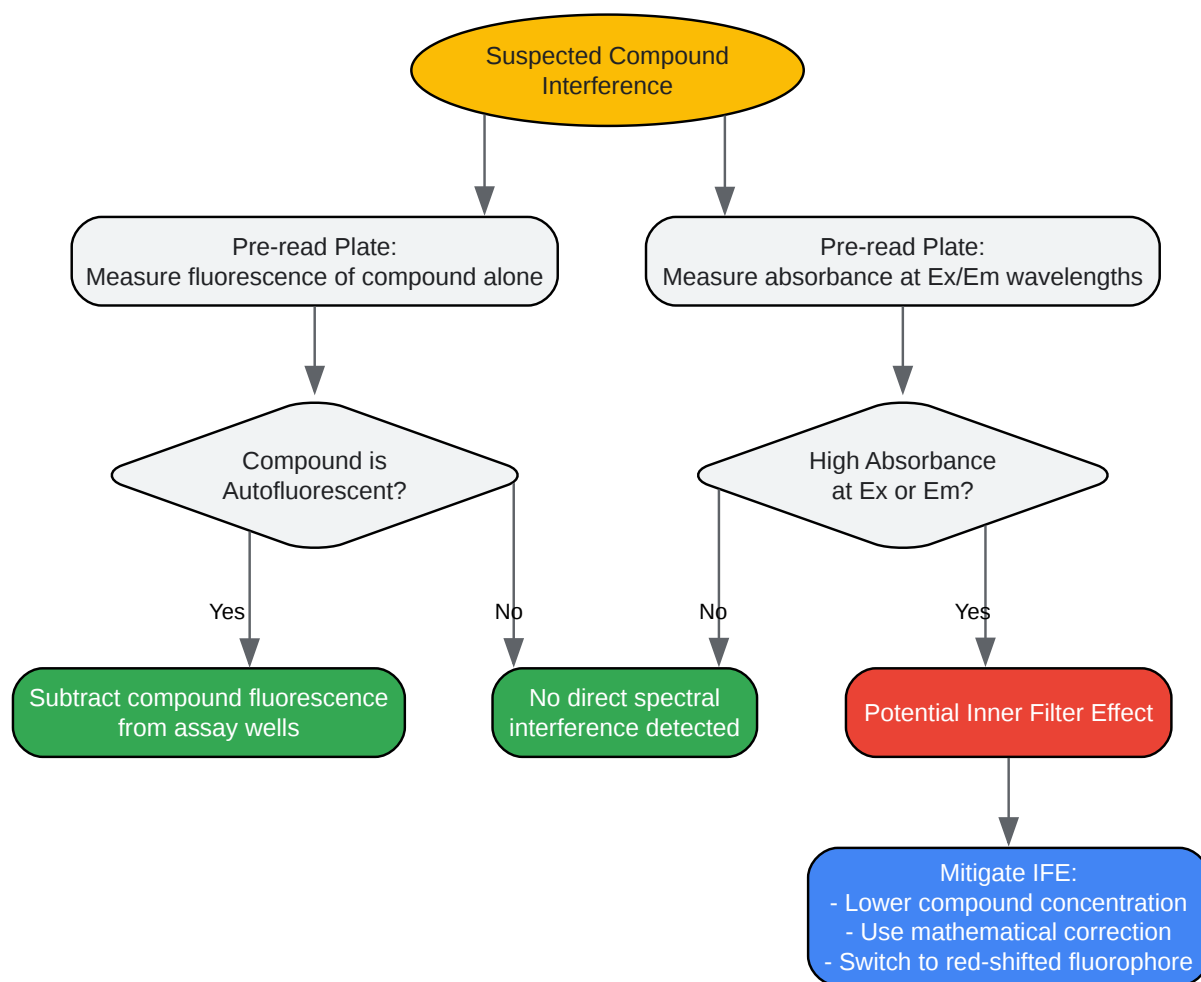 Suspected Compound
Interference
Pre-read Plate:
Measure fluorescence of compound alone
Pre-read Plate:
Measure absorbance at Ex/Em wavelengths
Compound is
Autofluorescent?
High Absorbance
at Ex or Em?
Yes
No
No
Yes
Subtract compound fluorescence
from assay wells
No direct spectral
interference detected
Potential Inner Filter Effect
Mitigate IFE:
- Lower compound concentration
- Use mathematical correction
- Switch to red-shifted fluorophore